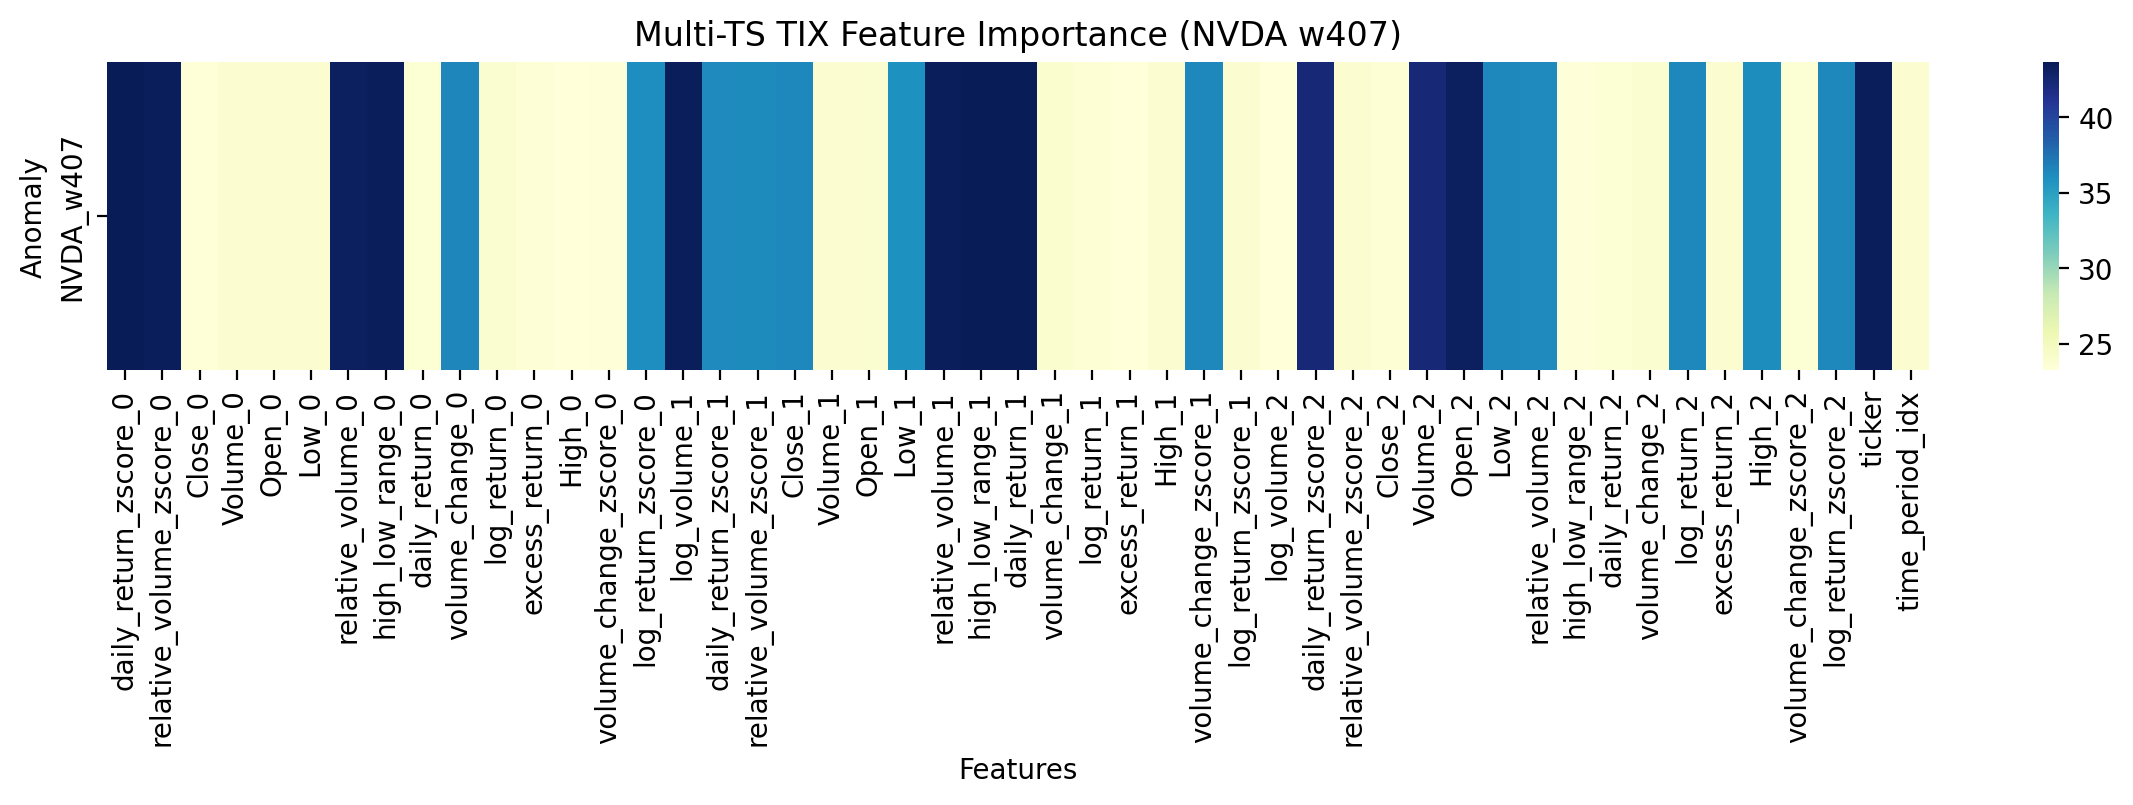 Multi-TS TIX Feature Importance (NVDA w407)
Anomaly
NVDA_w407
40
35
30
25
daily_return_zscore_0
relative_volume_zscore_0
Close_0
Volume_0
Open_0
Low_0
relative_volume_0
high_low_range_0
daily_return_0
volume_change_0
log_return_0
excess_return_0
High_0
volume_change_zscore_0
log_return_zscore_0
log_volume_1
daily_return_zscore_1
relative_volume_zscore_1
Close_1
Volume_1
Open_1
Low_1
relative_volume_1
high_low_range_1
daily_return_1
volume_change_1
log_return_1
excess_return_1
High_1
volume_change_zscore_1
log_return_zscore_1
log_volume_2
daily_return_zscore_2
relative_volume_zscore_2
Close_2
Volume_2
Open_2
Low_2
relative_volume_2
high_low_range_2
daily_return_2
volume_change_2
log_return_2
excess_return_2
High_2
volume_change_zscore_2
log_return_zscore_2
ticker
time_period_idx
Features